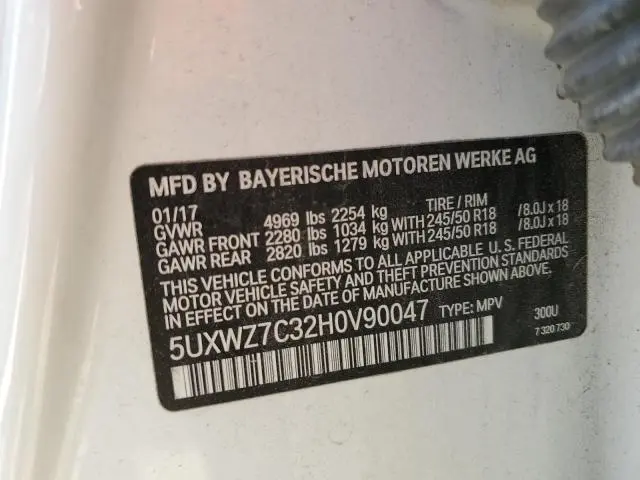 MFD BY BAYERISCHE MOTOREN WERKE AG
01/17 TIRE / RIM
GVWR 4969 lbs 2254 kg
GAWR FRONT 2280 lbs 1034 kg WITH 245/50 R18 / 8.0J x 18
GAWR REAR 2820 lbs 1279 kg WITH 245/50 R18 / 8.0J x 18
THIS VEHICLE CONFORMS TO ALL APPLICABLE U.S. FEDERAL
MOTOR VEHICLE SAFETY AND THEFT PREVENTION STANDARDS
IN EFFECT ON THE DATE OF MANUFACTURE SHOWN ABOVE.
5UXWZ7C32H0V90047 TYPE: MPV 300U
7 320 730